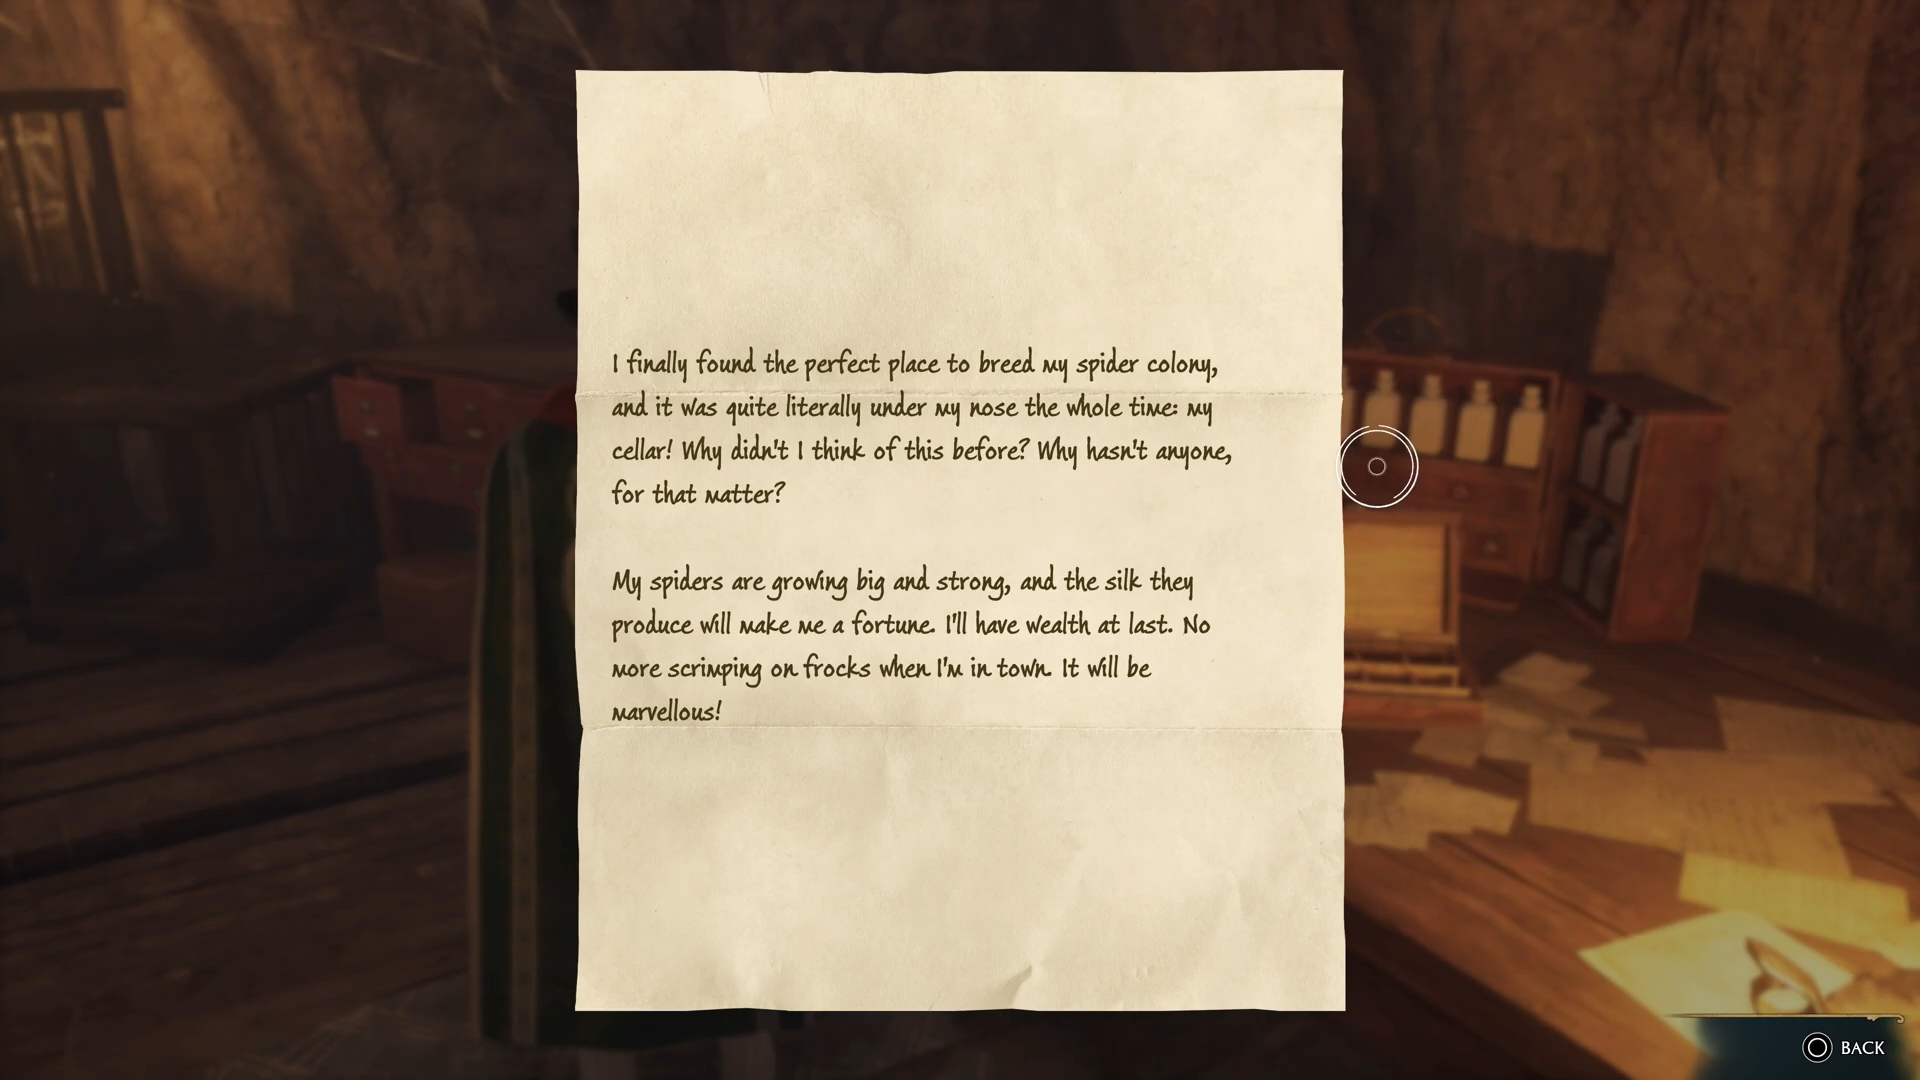 I finally found the perfect place to breed my spider colony,
and it was quite literally under my nose the whole time: my
cellar! Why didn't I think of this before? Why hasn't anyone,
for that matter?
My spiders are growing big and strong, and the silk they
produce will make me a fortune. I'll have wealth at last. No
more scrimping on frocks when I'm in town. It will be
marvellous!
BACK